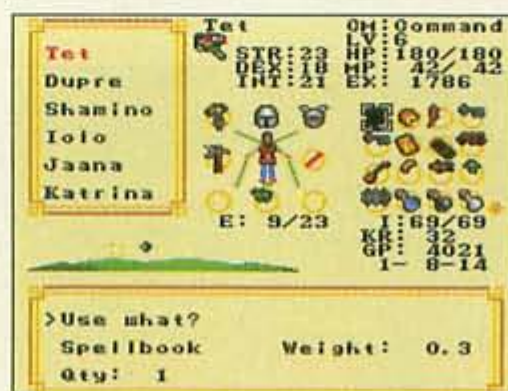 Tet
Dupre
Shamino
Iolo
Jaana
Katrina
Tet CM:Command
LV:6
STR:23 HP:180/180
DEX:18 MP: 42/ 42
INT:21 EX: 1786
E: 9/23 I:69/69
KR: 32
GP: 4021
1- 8-14
>Use what?
Spellbook Weight: 0.3
Qty: 1